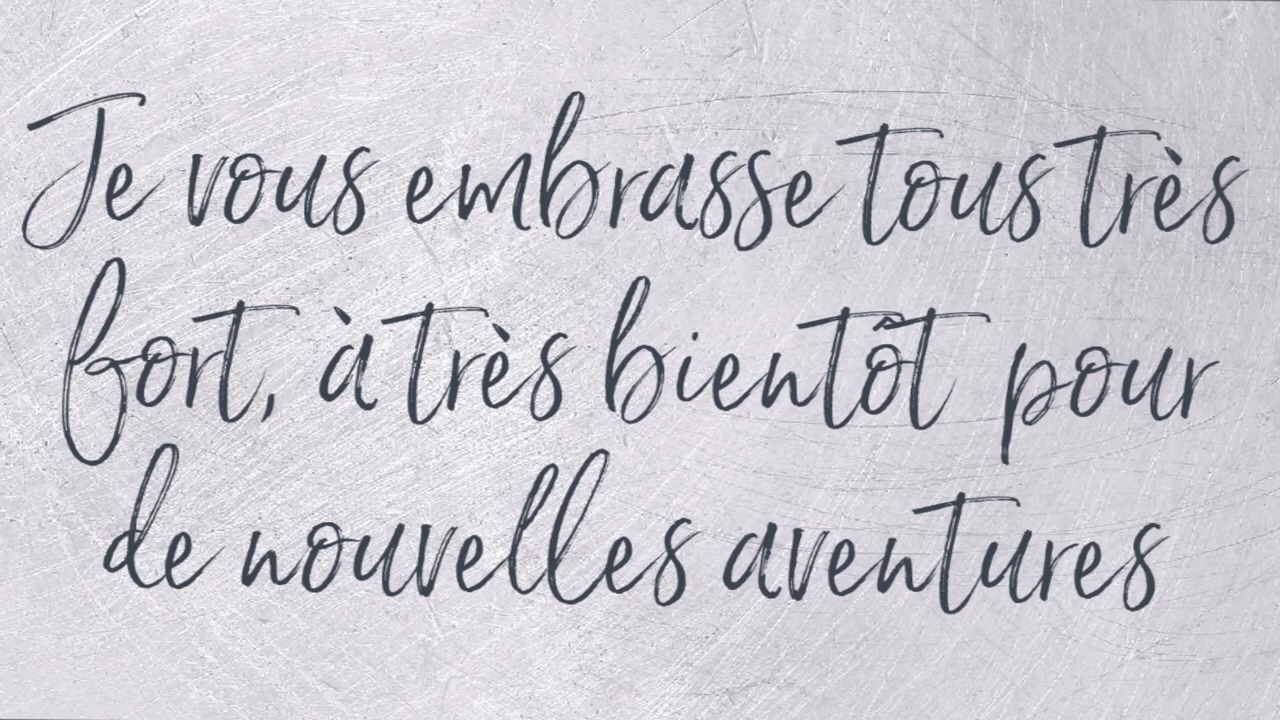 Je vous embrasse tous très
fort, à très bientôt pour
de nouvelles aventures